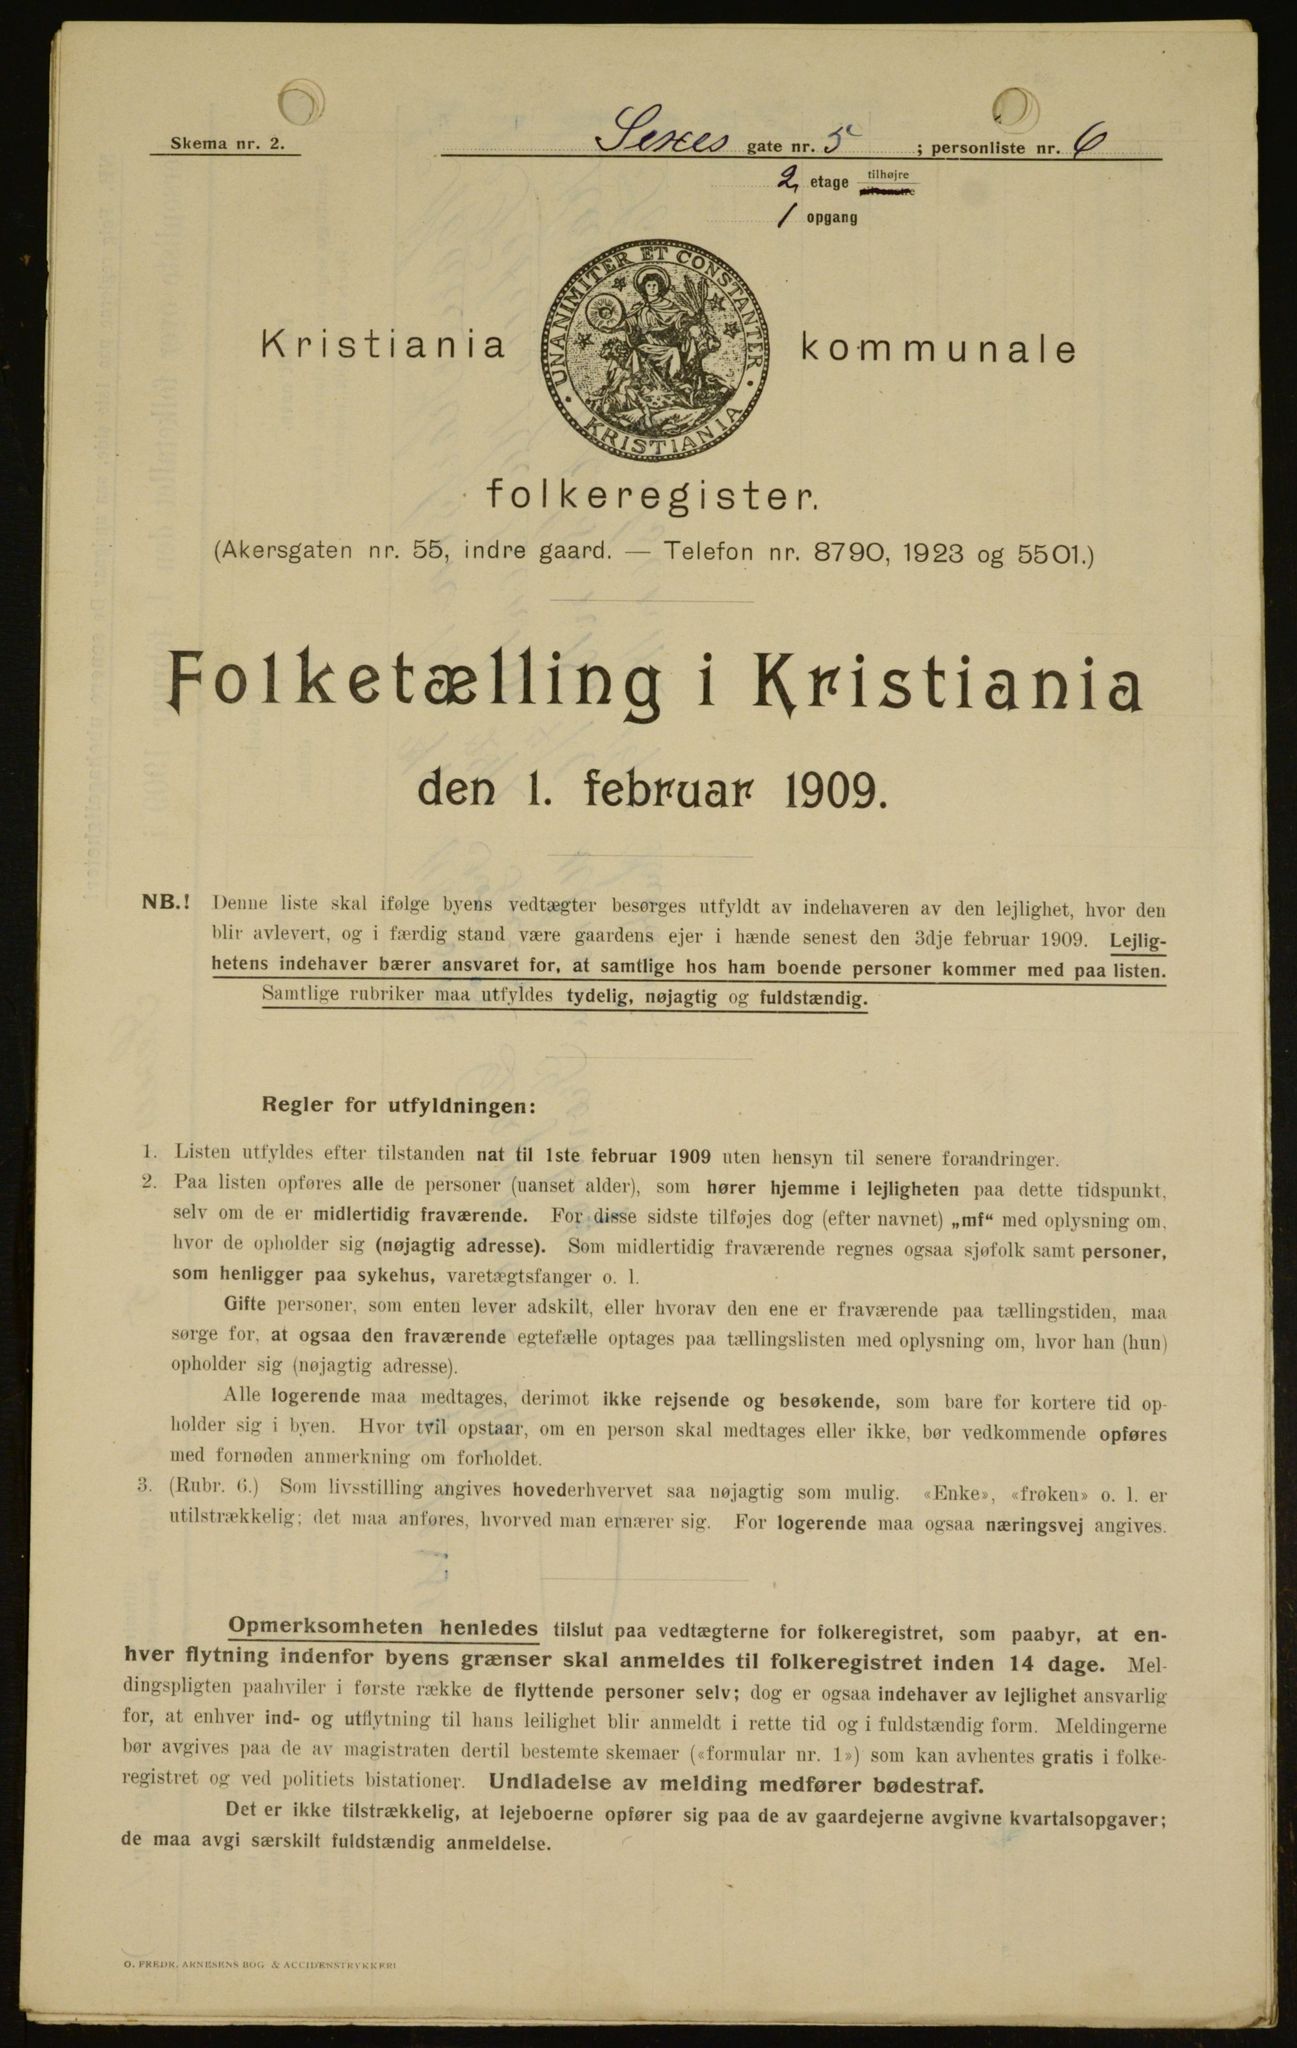 Skema nr. 2.
Sexes gate nr. 5 ; personliste nr. 6
2 etage tilhøjre
1 opgang
UNANIMITER ET CONSTANTER
KRISTIANIA
Kristiania kommunale
folkeregister.
(Akersgaten nr. 55, indre gaard. — Telefon nr. 8790, 1923 og 5501.)
Folketælling i Kristiania
den 1. februar 1909.
NB.! Denne liste skal ifølge byens vedtægter besørges utfyldt av indehaveren av den lejlighet, hvor den
blir avlevert, og i færdig stand være gaardens ejer i hænde senest den 3dje februar 1909. Lejlig-
hetens indehaver bærer ansvaret for, at samtlige hos ham boende personer kommer med paa listen.
Samtlige rubriker maa utfyldes tydelig, nøjagtig og fuldstændig.
Regler for utfyldningen:
1. Listen utfyldes efter tilstanden nat til 1ste februar 1909 uten hensyn til senere forandringer.
2. Paa listen opføres alle de personer (uanset alder), som hører hjemme i lejligheten paa dette tidspunkt,
selv om de er midlertidig fraværende. For disse sidste tilføjes dog (efter navnet) „mf“ med oplysning om,
hvor de opholder sig (nøjagtig adresse). Som midlertidig fraværende regnes ogsaa sjøfolk samt personer,
som henligger paa sykehus, varetægtsfanger o. l.
Gifte personer, som enten lever adskilt, eller hvorav den ene er fraværende paa tællingstiden, maa
sørge for, at ogsaa den fraværende egtefælle optages paa tællingslisten med oplysning om, hvor han (hun)
opholder sig (nøjagtig adresse).
Alle logerende maa medtages, derimot ikke rejsende og besøkende, som bare for kortere tid op-
holder sig i byen. Hvor tvil opstaar, om en person skal medtages eller ikke, bør vedkommende opføres
med fornøden anmerkning om forholdet.
3. (Rubr. 6.) Som livsstilling angives hovederhvervet saa nøjagtig som mulig. «Enke», «frøken» o. l. er
utilstrækkelig; det maa anføres, hvorved man ernærer sig. For logerende maa ogsaa næringsvej angives.
Opmerksomheten henledes tilslut paa vedtægterne for folkeregistret, som paabyr, at en-
hver flytning indenfor byens grænser skal anmeldes til folkeregistret inden 14 dage. Mel-
dingspligten paahviler i første række de flyttende personer selv; dog er ogsaa indehaver av lejlighet ansvarlig
for, at enhver ind- og utflytning til hans leilighet blir anmeldt i rette tid og i fuldstændig form. Meldingerne
bør avgives paa de av magistraten dertil bestemte skemaer («formular nr. 1») som kan avhentes gratis i folke-
registret og ved politiets bistationer. Undladelse av melding medfører bødestraf.
Det er ikke tilstrækkelig, at lejeboerne opfører sig paa de av gaardejerne avgivne kvartalsopgaver;
de maa avgi særskilt fuldstændig anmeldelse.
O. FREDK. ARNESENS BOG & ACCIDENSTRYKKERI